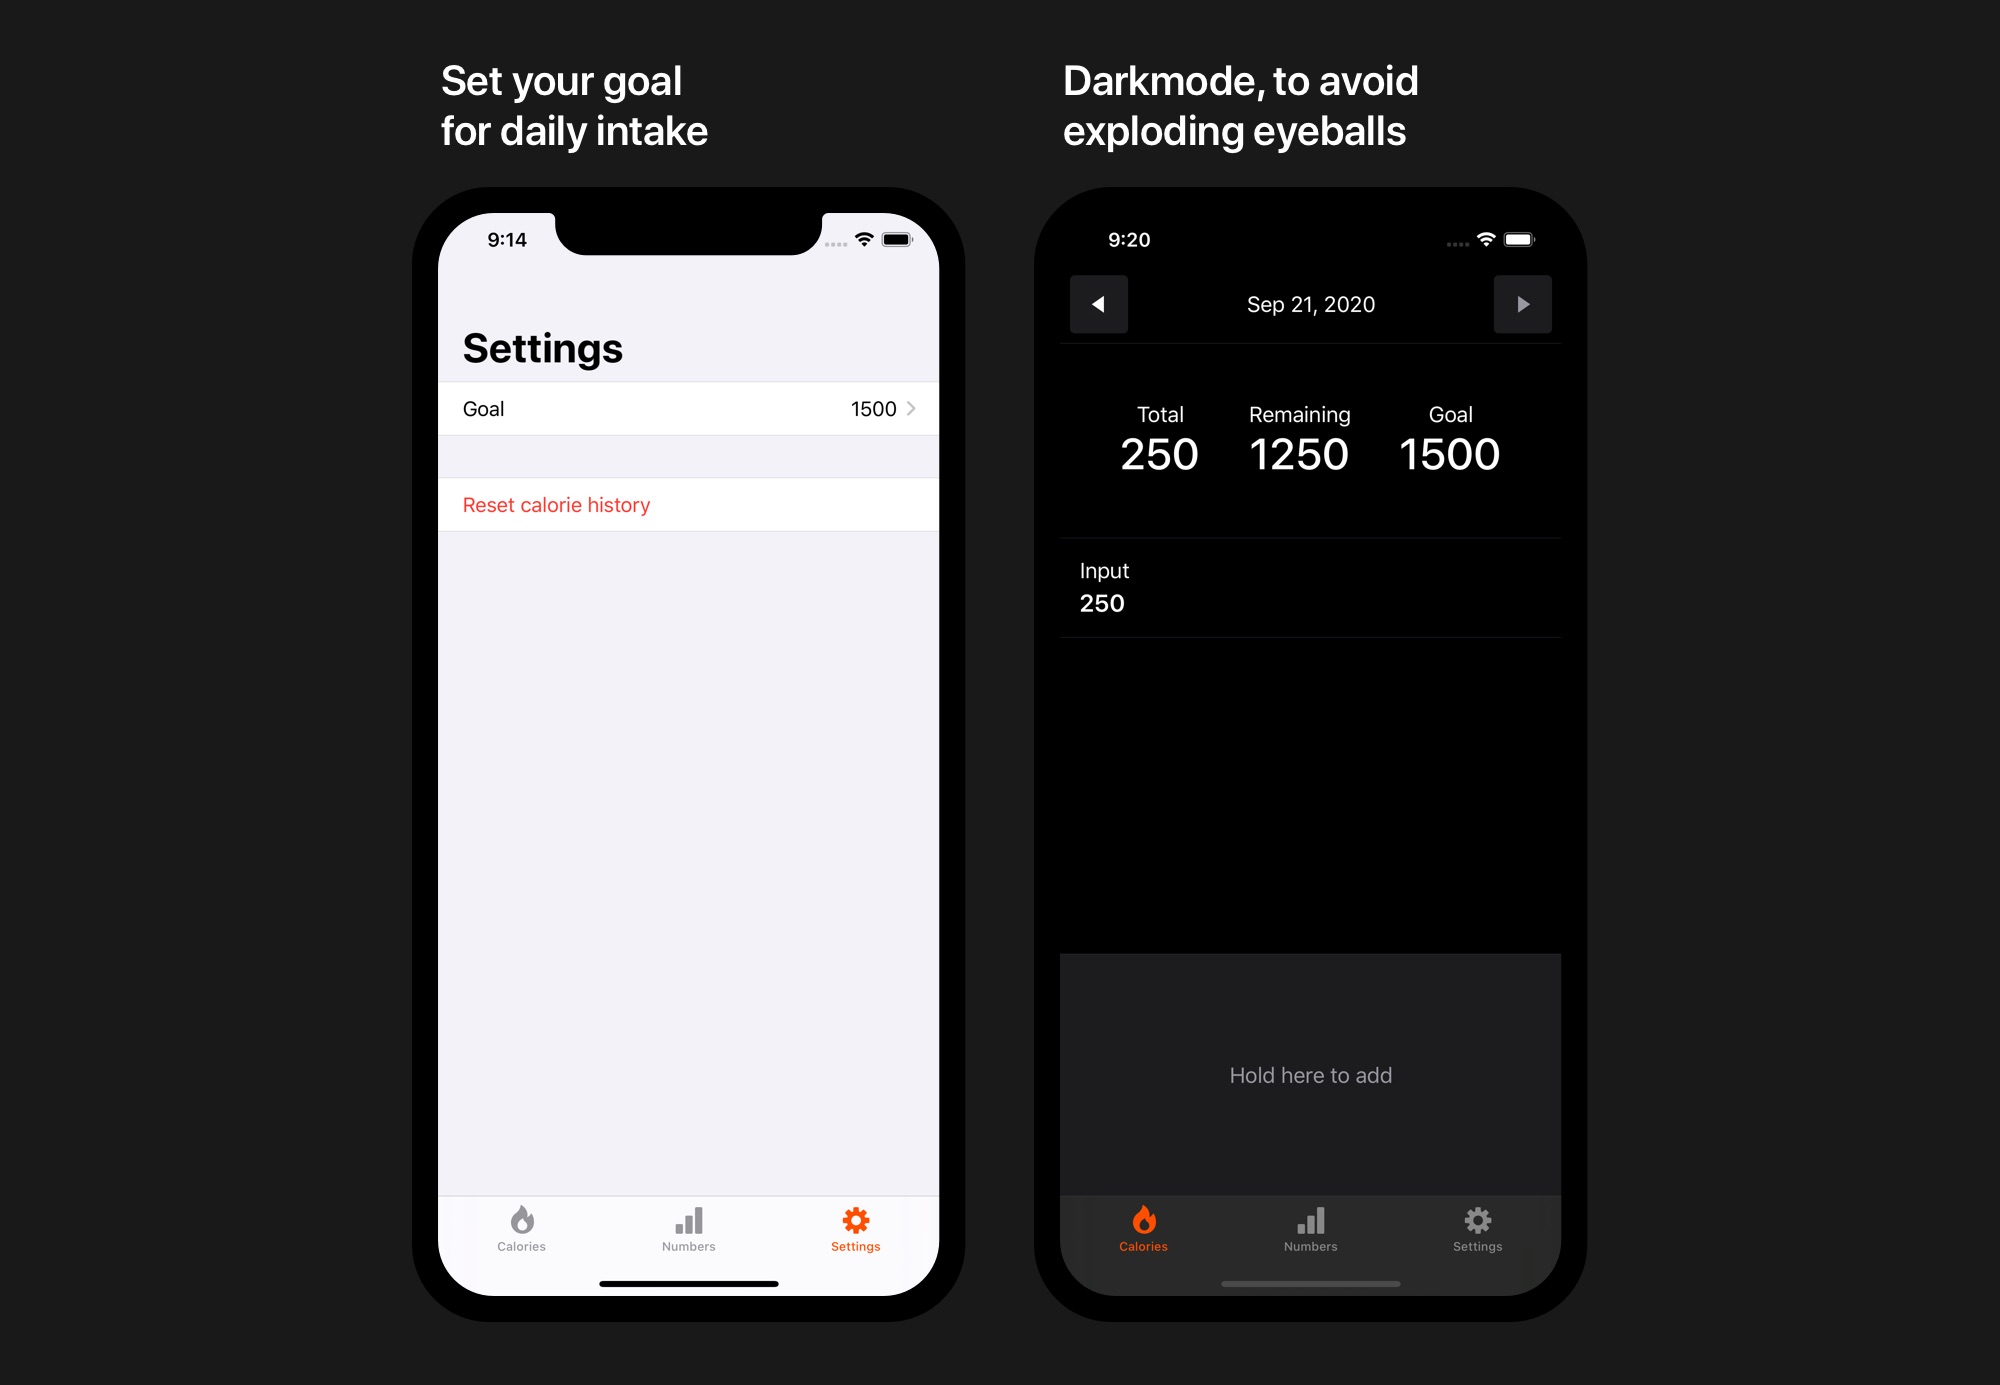 Set your goal
for daily intake
9:14
Settings
Goal 1500
Reset calorie history
Calories Numbers Settings
Darkmode, to avoid
exploding eyeballs
9:20
Sep 21, 2020
Total Remaining Goal
250 1250 1500
Input
250
Hold here to add
Calories Numbers Settings